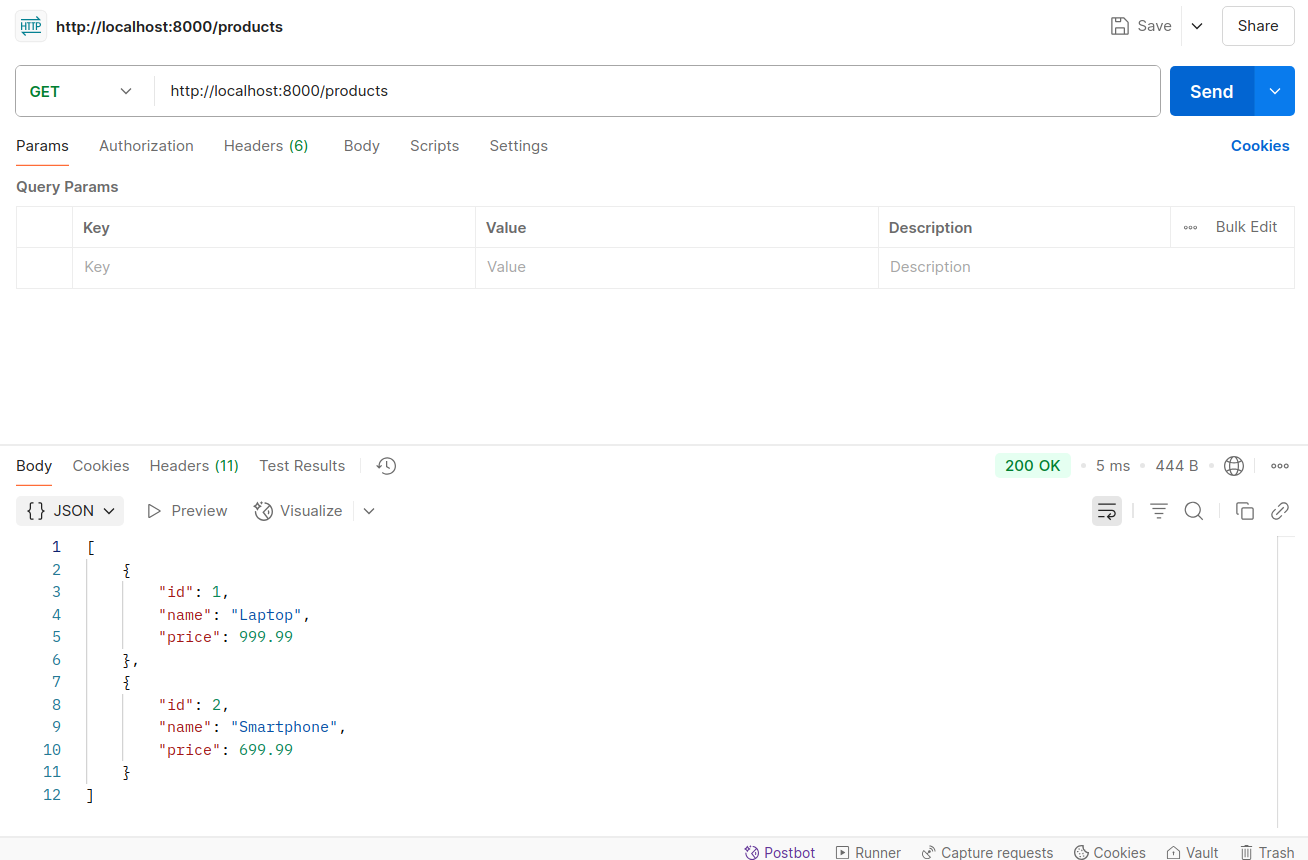 HTTP http://localhost:8000/products Save Share
GET http://localhost:8000/products Send
Params Authorization Headers (6) Body Scripts Settings Cookies
Query Params
Key Value Description Bulk Edit
Key Value Description
Body Cookies Headers (11) Test Results 200 OK 5 ms 444 B
{} JSON Preview Visualize
1 [
2 {
3 "id": 1,
4 "name": "Laptop",
5 "price": 999.99
6 },
7 {
8 "id": 2,
9 "name": "Smartphone",
10 "price": 699.99
11 }
12 ]
Postbot Runner Capture requests Cookies Vault Trash